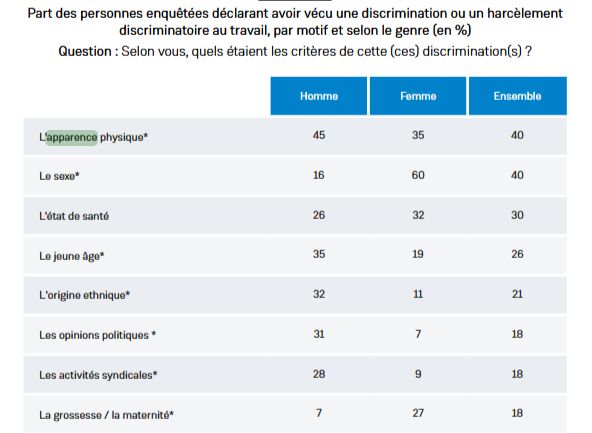 Part des personnes enquêtées déclarant avoir vécu une discrimination ou un harcèlement
discriminatoire au travail, par motif et selon le genre (en %)
Question : Selon vous, quels étaient les critères de cette (ces) discrimination(s) ?
Homme Femme Ensemble
L'apparence physique* 45 35 40
Le sexe* 16 60 40
L'état de santé 26 32 30
Le jeune âge* 35 19 26
L'origine ethnique* 32 11 21
Les opinions politiques * 31 7 18
Les activités syndicales* 28 9 18
La grossesse / la maternité* 7 27 18